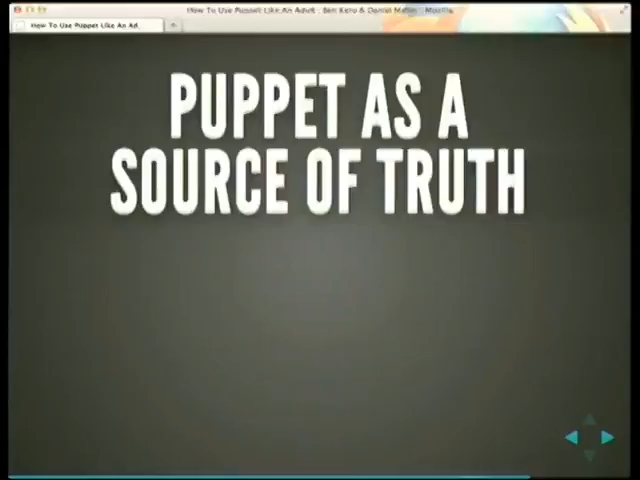 How To Use Puppet Like An Adult : Ben Kero & Daniel Maher : Mozilla
How To Use Puppet Like An Ad..
PUPPET AS A
SOURCE OF TRUTH